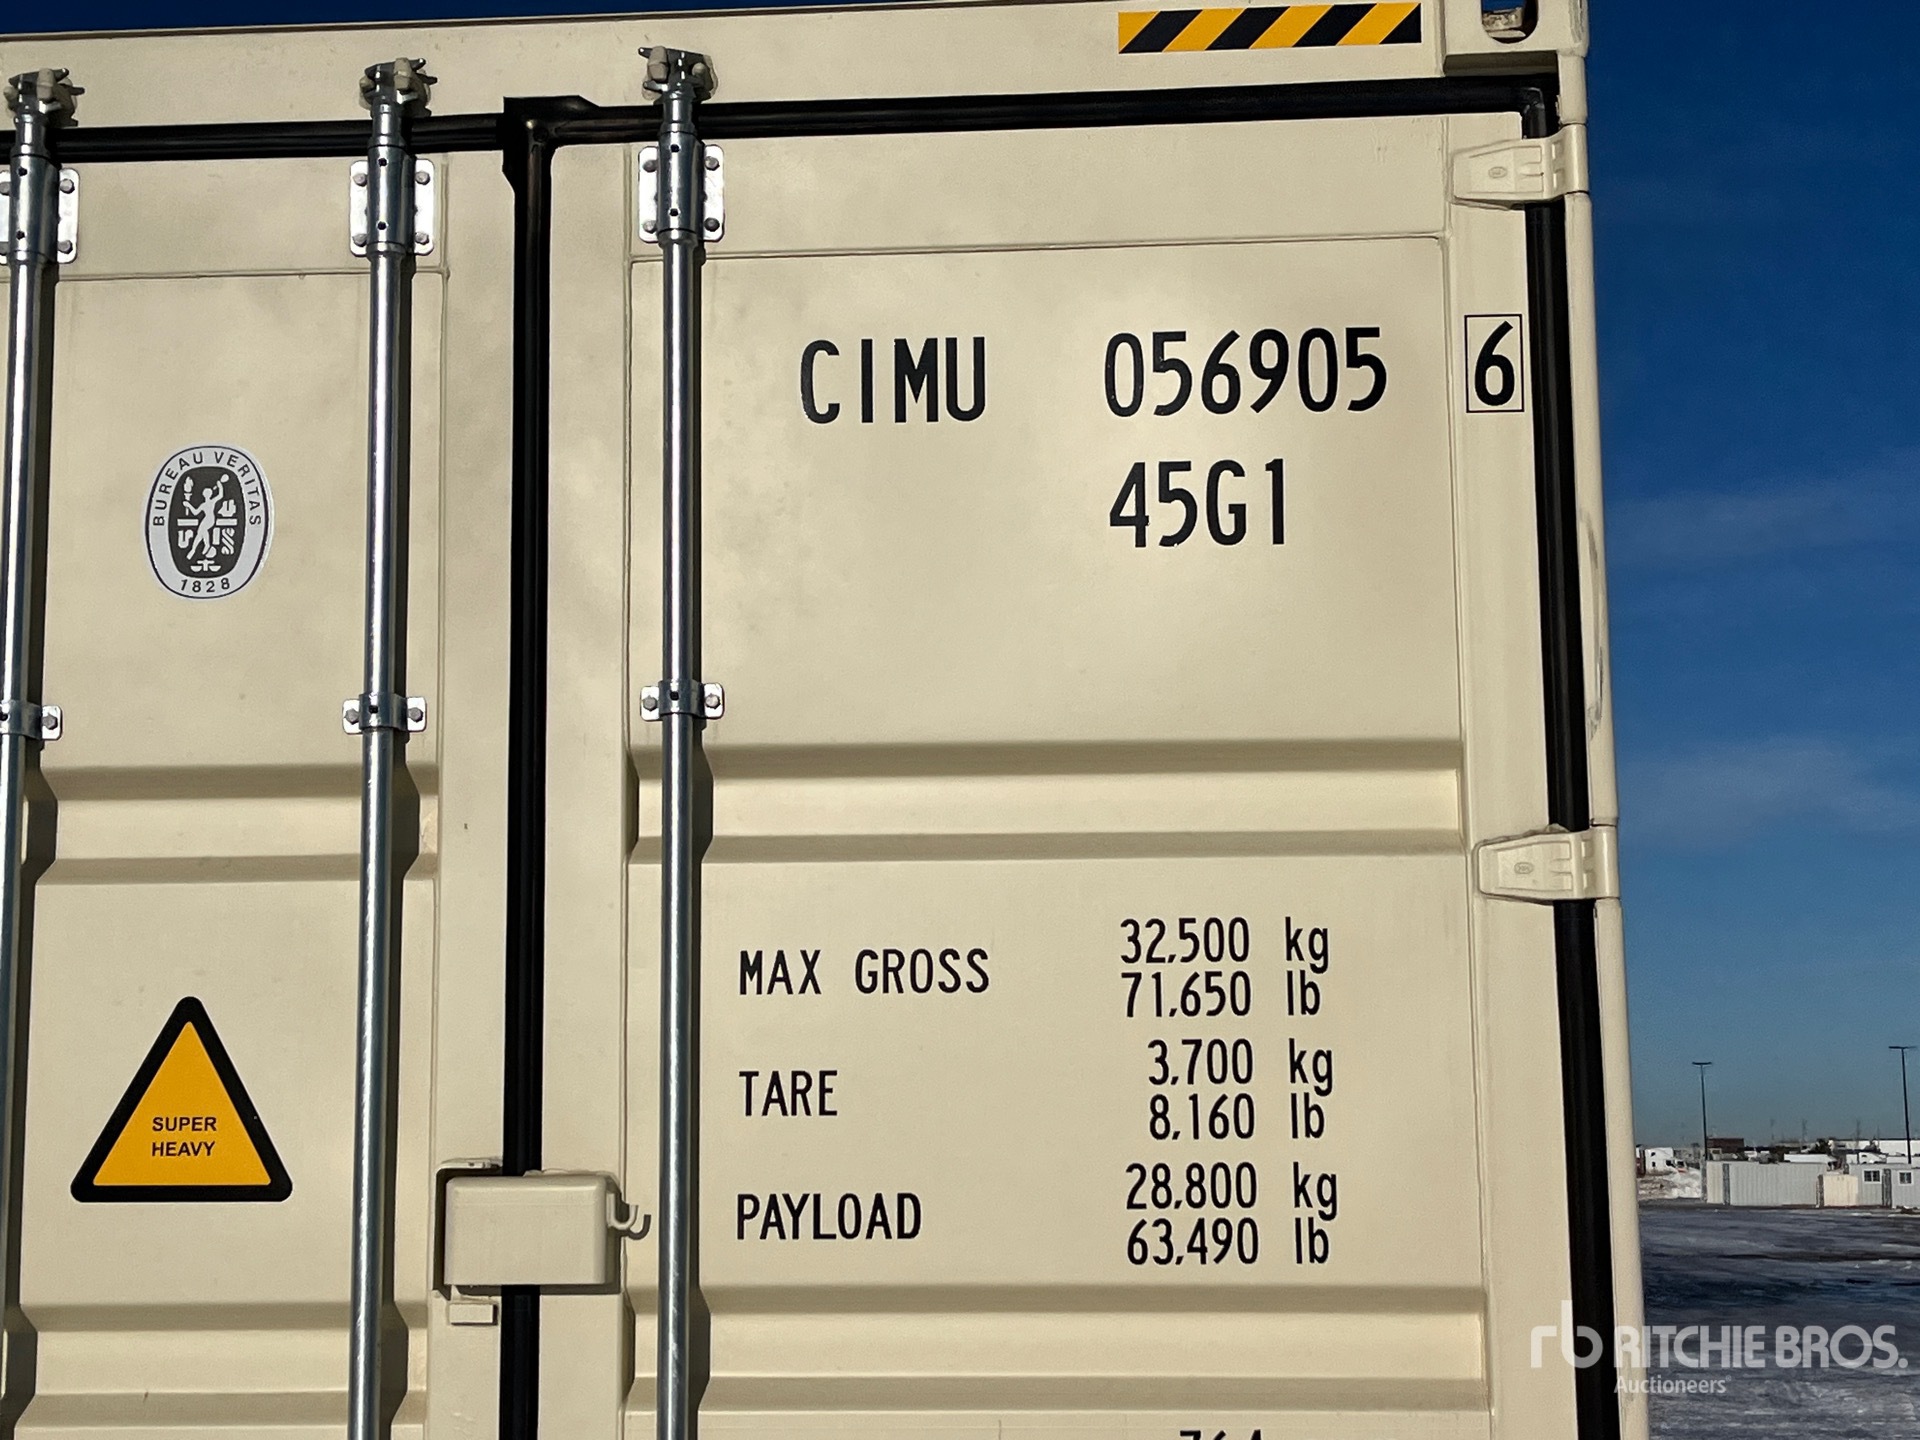 CIMU 056905 6
45G1
BUREAU VERITAS
1828
MAX GROSS 32,500 kg
71,650 lb
TARE 3,700 kg
8,160 lb
PAYLOAD 28,800 kg
63,490 lb
SUPER
HEAVY
rb RITCHIE BROS.
Auctioneers